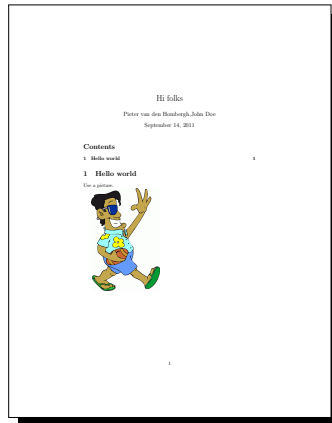 Hi folks
Pieter van den Hombergh,John Doe
September 14, 2011
Contents
1 Hello world 1
1 Hello world
Use a picture.
1